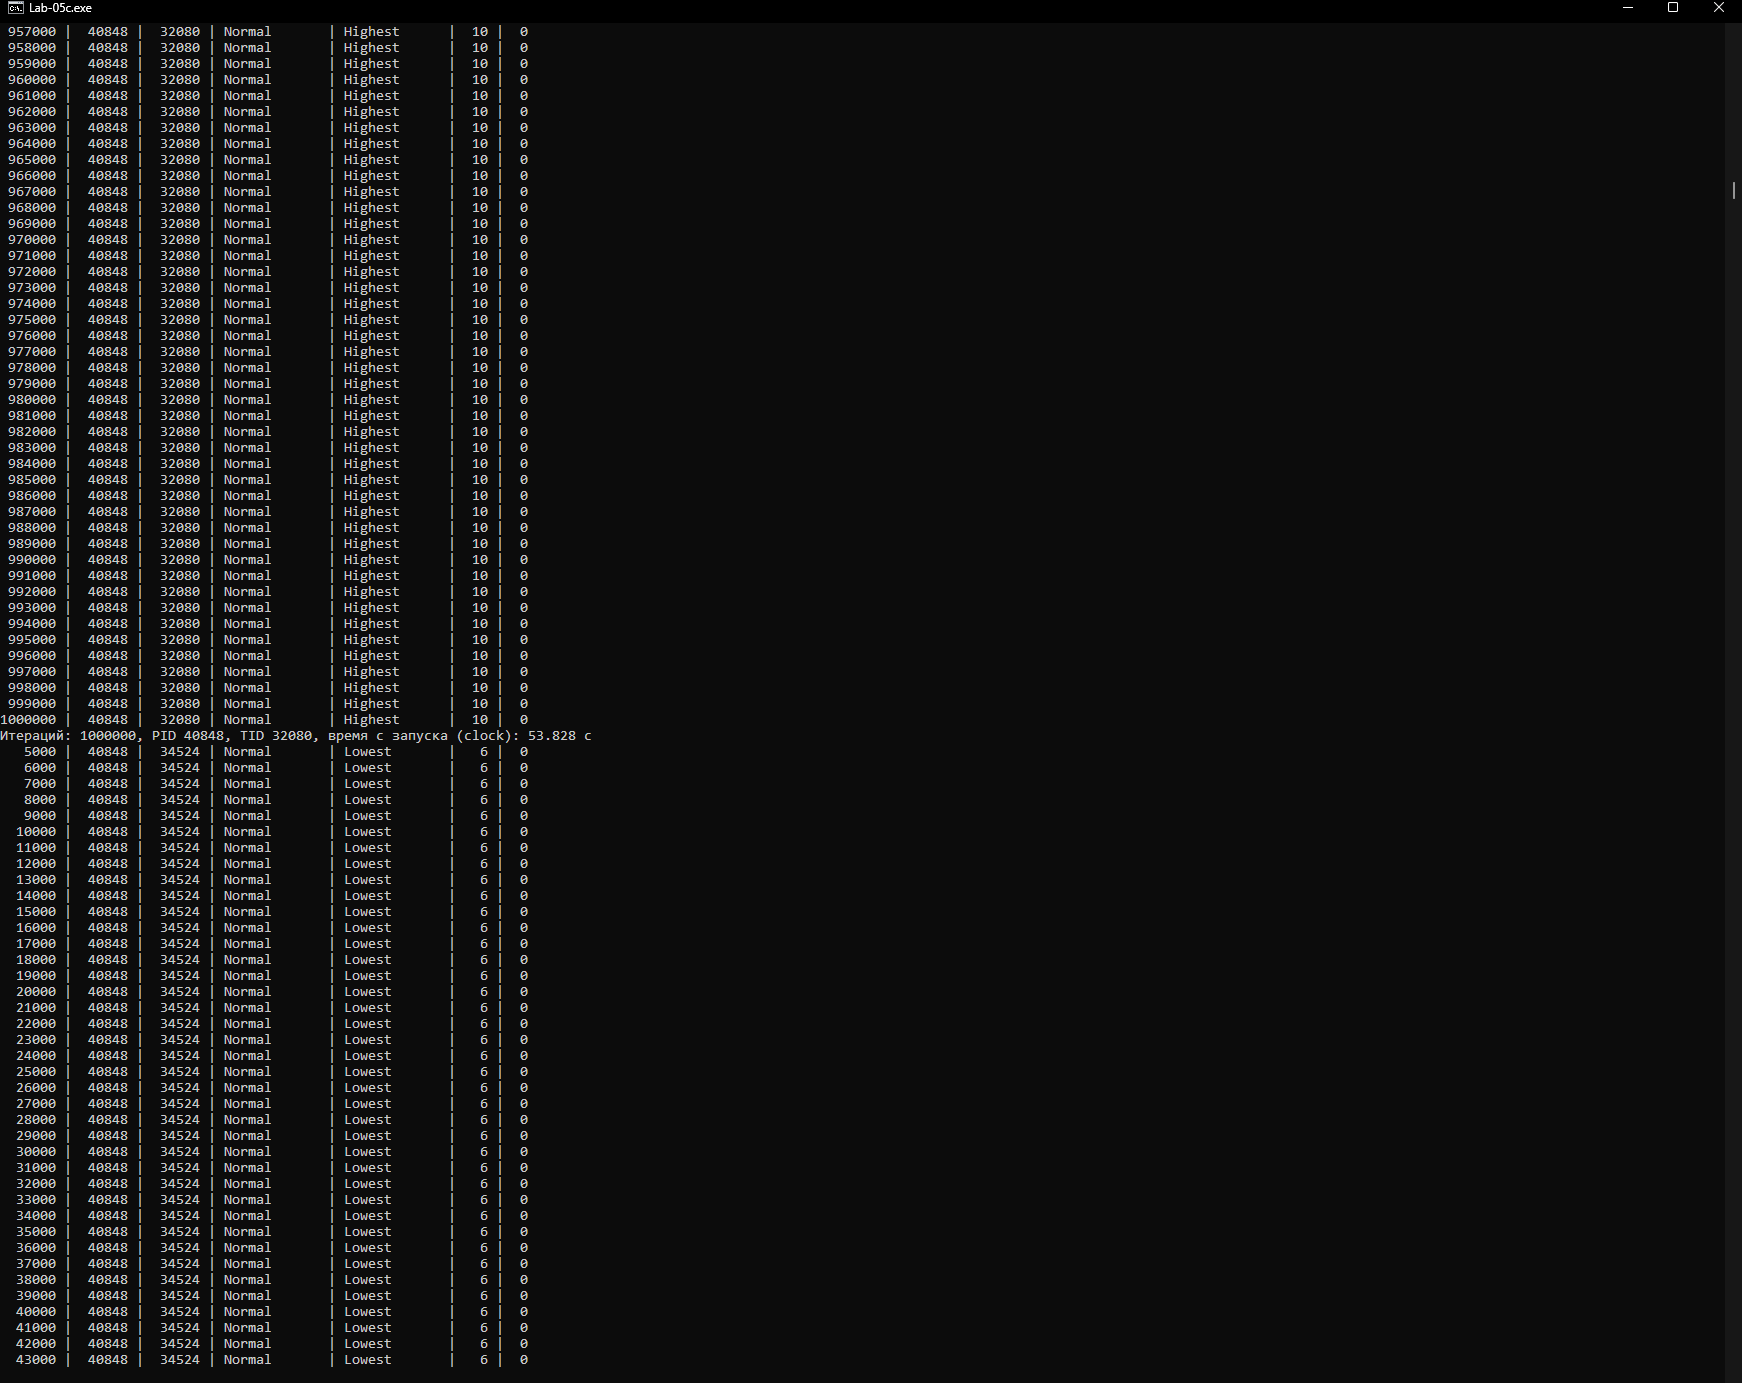 Lab-05c.exe
957000 | 40848 | 32080 | Normal | Highest | 10 | 0
958000 | 40848 | 32080 | Normal | Highest | 10 | 0
959000 | 40848 | 32080 | Normal | Highest | 10 | 0
960000 | 40848 | 32080 | Normal | Highest | 10 | 0
961000 | 40848 | 32080 | Normal | Highest | 10 | 0
962000 | 40848 | 32080 | Normal | Highest | 10 | 0
963000 | 40848 | 32080 | Normal | Highest | 10 | 0
964000 | 40848 | 32080 | Normal | Highest | 10 | 0
965000 | 40848 | 32080 | Normal | Highest | 10 | 0
966000 | 40848 | 32080 | Normal | Highest | 10 | 0
967000 | 40848 | 32080 | Normal | Highest | 10 | 0
968000 | 40848 | 32080 | Normal | Highest | 10 | 0
969000 | 40848 | 32080 | Normal | Highest | 10 | 0
970000 | 40848 | 32080 | Normal | Highest | 10 | 0
971000 | 40848 | 32080 | Normal | Highest | 10 | 0
972000 | 40848 | 32080 | Normal | Highest | 10 | 0
973000 | 40848 | 32080 | Normal | Highest | 10 | 0
974000 | 40848 | 32080 | Normal | Highest | 10 | 0
975000 | 40848 | 32080 | Normal | Highest | 10 | 0
976000 | 40848 | 32080 | Normal | Highest | 10 | 0
977000 | 40848 | 32080 | Normal | Highest | 10 | 0
978000 | 40848 | 32080 | Normal | Highest | 10 | 0
979000 | 40848 | 32080 | Normal | Highest | 10 | 0
980000 | 40848 | 32080 | Normal | Highest | 10 | 0
981000 | 40848 | 32080 | Normal | Highest | 10 | 0
982000 | 40848 | 32080 | Normal | Highest | 10 | 0
983000 | 40848 | 32080 | Normal | Highest | 10 | 0
984000 | 40848 | 32080 | Normal | Highest | 10 | 0
985000 | 40848 | 32080 | Normal | Highest | 10 | 0
986000 | 40848 | 32080 | Normal | Highest | 10 | 0
987000 | 40848 | 32080 | Normal | Highest | 10 | 0
988000 | 40848 | 32080 | Normal | Highest | 10 | 0
989000 | 40848 | 32080 | Normal | Highest | 10 | 0
990000 | 40848 | 32080 | Normal | Highest | 10 | 0
991000 | 40848 | 32080 | Normal | Highest | 10 | 0
992000 | 40848 | 32080 | Normal | Highest | 10 | 0
993000 | 40848 | 32080 | Normal | Highest | 10 | 0
994000 | 40848 | 32080 | Normal | Highest | 10 | 0
995000 | 40848 | 32080 | Normal | Highest | 10 | 0
996000 | 40848 | 32080 | Normal | Highest | 10 | 0
997000 | 40848 | 32080 | Normal | Highest | 10 | 0
998000 | 40848 | 32080 | Normal | Highest | 10 | 0
999000 | 40848 | 32080 | Normal | Highest | 10 | 0
1000000 | 40848 | 32080 | Normal | Highest | 10 | 0
Итераций: 1000000, PID 40848, TID 32080, время с запуска (clock): 53.828 с
5000 | 40848 | 34524 | Normal | Lowest | 6 | 0
6000 | 40848 | 34524 | Normal | Lowest | 6 | 0
7000 | 40848 | 34524 | Normal | Lowest | 6 | 0
8000 | 40848 | 34524 | Normal | Lowest | 6 | 0
9000 | 40848 | 34524 | Normal | Lowest | 6 | 0
10000 | 40848 | 34524 | Normal | Lowest | 6 | 0
11000 | 40848 | 34524 | Normal | Lowest | 6 | 0
12000 | 40848 | 34524 | Normal | Lowest | 6 | 0
13000 | 40848 | 34524 | Normal | Lowest | 6 | 0
14000 | 40848 | 34524 | Normal | Lowest | 6 | 0
15000 | 40848 | 34524 | Normal | Lowest | 6 | 0
16000 | 40848 | 34524 | Normal | Lowest | 6 | 0
17000 | 40848 | 34524 | Normal | Lowest | 6 | 0
18000 | 40848 | 34524 | Normal | Lowest | 6 | 0
19000 | 40848 | 34524 | Normal | Lowest | 6 | 0
20000 | 40848 | 34524 | Normal | Lowest | 6 | 0
21000 | 40848 | 34524 | Normal | Lowest | 6 | 0
22000 | 40848 | 34524 | Normal | Lowest | 6 | 0
23000 | 40848 | 34524 | Normal | Lowest | 6 | 0
24000 | 40848 | 34524 | Normal | Lowest | 6 | 0
25000 | 40848 | 34524 | Normal | Lowest | 6 | 0
26000 | 40848 | 34524 | Normal | Lowest | 6 | 0
27000 | 40848 | 34524 | Normal | Lowest | 6 | 0
28000 | 40848 | 34524 | Normal | Lowest | 6 | 0
29000 | 40848 | 34524 | Normal | Lowest | 6 | 0
30000 | 40848 | 34524 | Normal | Lowest | 6 | 0
31000 | 40848 | 34524 | Normal | Lowest | 6 | 0
32000 | 40848 | 34524 | Normal | Lowest | 6 | 0
33000 | 40848 | 34524 | Normal | Lowest | 6 | 0
34000 | 40848 | 34524 | Normal | Lowest | 6 | 0
35000 | 40848 | 34524 | Normal | Lowest | 6 | 0
36000 | 40848 | 34524 | Normal | Lowest | 6 | 0
37000 | 40848 | 34524 | Normal | Lowest | 6 | 0
38000 | 40848 | 34524 | Normal | Lowest | 6 | 0
39000 | 40848 | 34524 | Normal | Lowest | 6 | 0
40000 | 40848 | 34524 | Normal | Lowest | 6 | 0
41000 | 40848 | 34524 | Normal | Lowest | 6 | 0
42000 | 40848 | 34524 | Normal | Lowest | 6 | 0
43000 | 40848 | 34524 | Normal | Lowest | 6 | 0